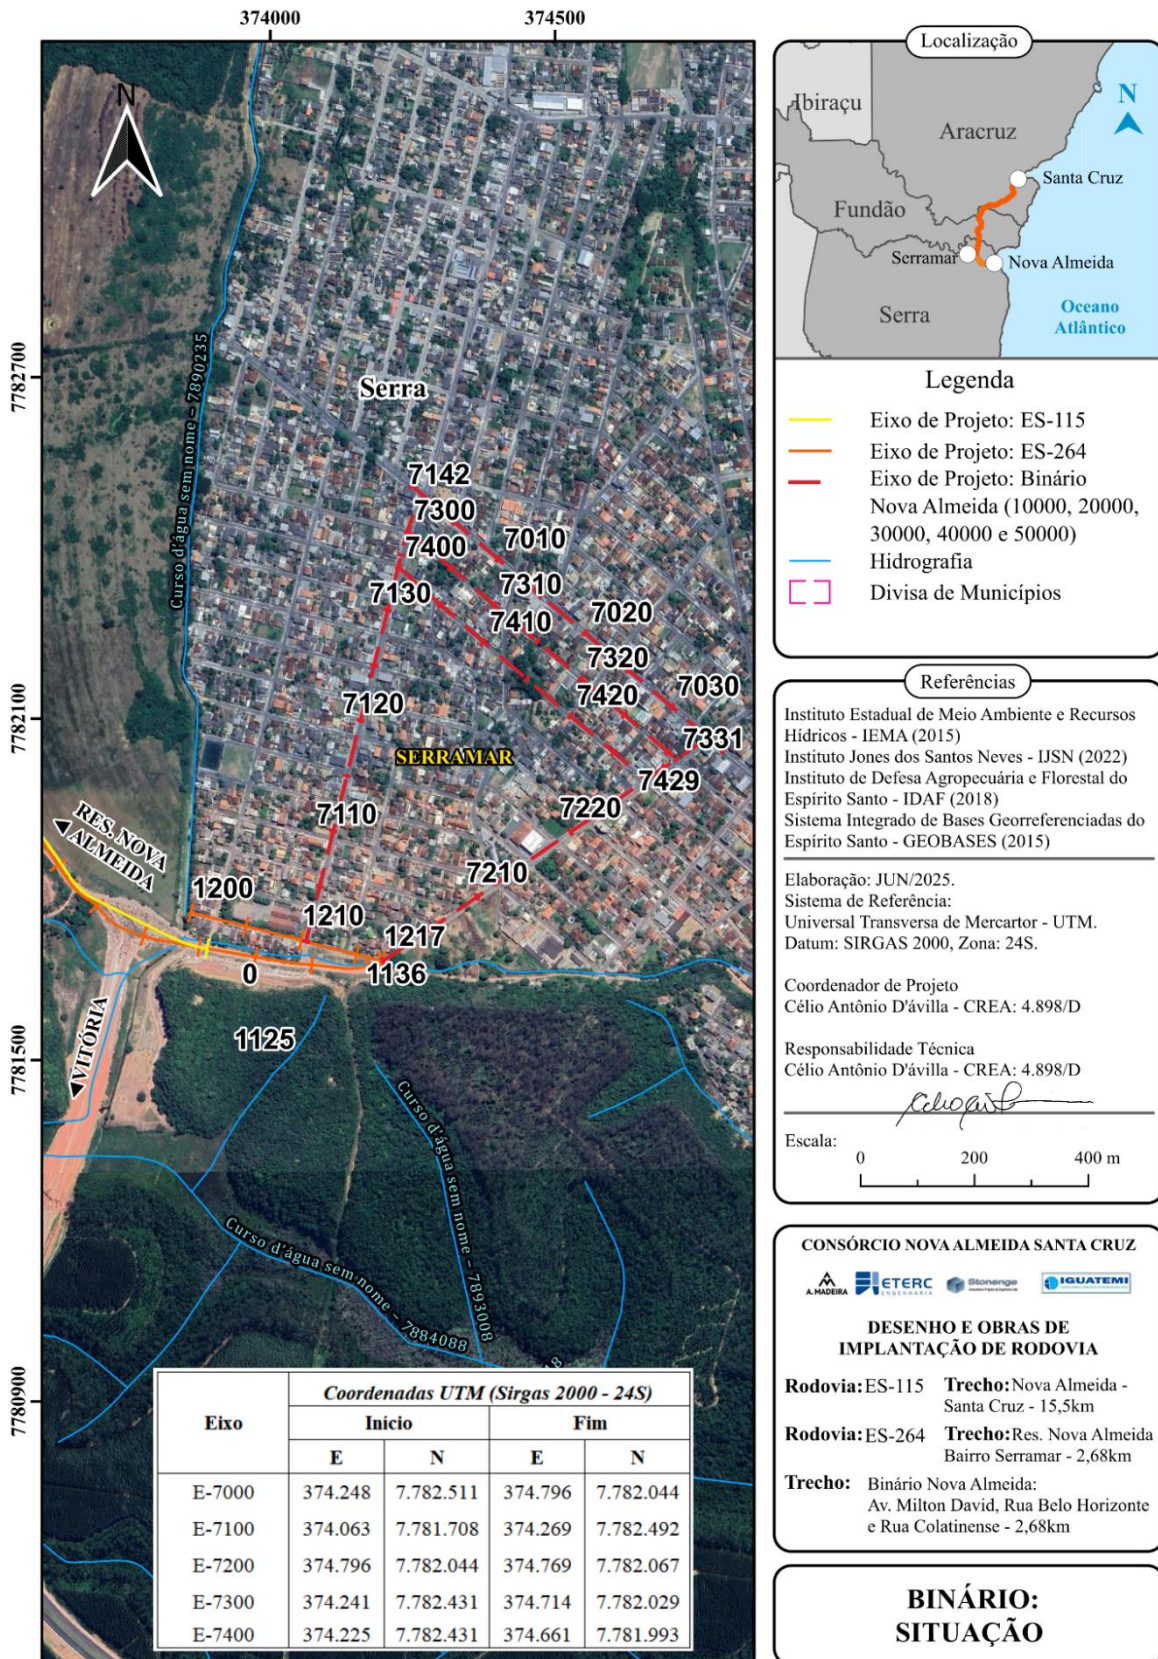 374000
374500
7782700
7782100
7781500
7780900
N
Curso d'água sem nome - 7890235
Serra
7142
7300
7010
7400
7310
7130
7410
7020
7320
7030
7120
7420
7331
SERRAMAR
7429
7220
7110
RES. NOVA
ALMEIDA
7210
1200
1210
1217
0
1136
1125
VITÓRIA
Curso d'água sem nome - 7893008
Curso d'água sem nome - 7884088
Eixo
Coordenadas UTM (Sirgas 2000 - 24S)
Início Fim
E N E N
E-7000 374.248 7.782.511 374.796 7.782.044
E-7100 374.063 7.781.708 374.269 7.782.492
E-7200 374.796 7.782.044 374.769 7.782.067
E-7300 374.241 7.782.431 374.714 7.782.029
E-7400 374.225 7.782.431 374.661 7.781.993
Localização
Ibiraçu
Aracruz
N
Santa Cruz
Fundão
Serramar
Nova Almeida
Serra
Oceano
Atlântico
Legenda
Eixo de Projeto: ES-115
Eixo de Projeto: ES-264
Eixo de Projeto: Binário
Nova Almeida (10000, 20000,
30000, 40000 e 50000)
Hidrografia
Divisa de Municípios
Referências
Instituto Estadual de Meio Ambiente e Recursos
Hídricos - IEMA (2015)
Instituto Jones dos Santos Neves - IJSN (2022)
Instituto de Defesa Agropecuária e Florestal do
Espírito Santo - IDAF (2018)
Sistema Integrado de Bases Georreferenciadas do
Espírito Santo - GEOBASES (2015)
Elaboração: JUN/2025.
Sistema de Referência:
Universal Transversa de Mercartor - UTM.
Datum: SIRGAS 2000, Zona: 24S.
Coordenador de Projeto
Célio Antônio D'ávilla - CREA: 4.898/D
Responsabilidade Técnica
Célio Antônio D'ávilla - CREA: 4.898/D
Escala:
0 200 400 m
CONSÓRCIO NOVA ALMEIDA SANTA CRUZ
A. MADEIRA
ETERC
ENGENHARIA
Stonenge
IGUATEMI
DESENHO E OBRAS DE
IMPLANTAÇÃO DE RODOVIA
Rodovia: ES-115 Trecho: Nova Almeida -
Santa Cruz - 15,5km
Rodovia: ES-264 Trecho: Res. Nova Almeida
Bairro Serramar - 2,68km
Trecho: Binário Nova Almeida:
Av. Milton David, Rua Belo Horizonte
e Rua Colatinense - 2,68km
BINÁRIO:
SITUAÇÃO